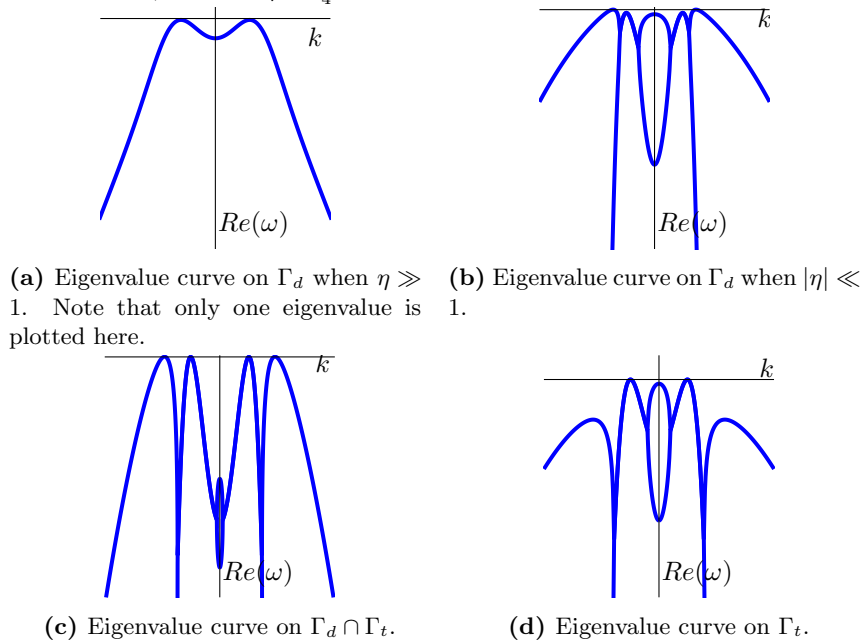 k
k
Re(ω)
Re(ω)
(a) Eigenvalue curve on Γ_d when η ≫
1. Note that only one eigenvalue is
plotted here.
(b) Eigenvalue curve on Γ_d when |η| ≪
1.
k
k
Re(ω)
Re(ω)
(c) Eigenvalue curve on Γ_d ∩ Γ_t.
(d) Eigenvalue curve on Γ_t.